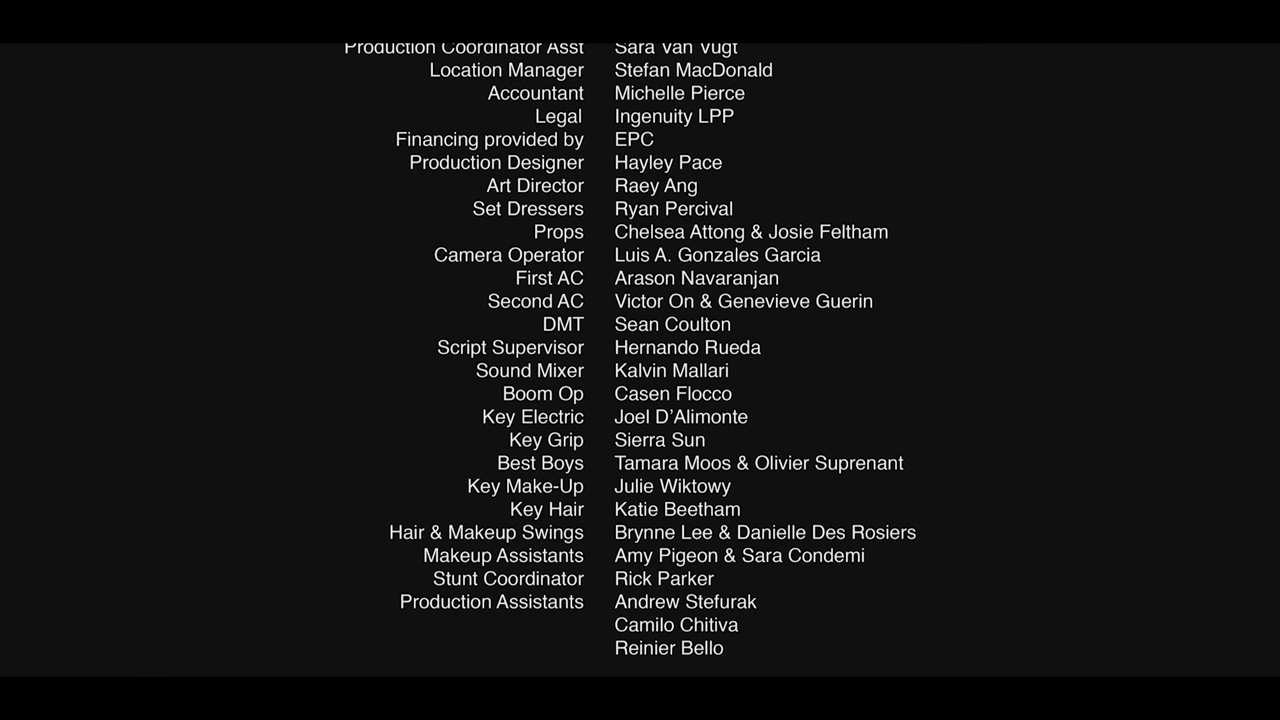 Production Coordinator Asst Sara Van Vugt
Location Manager Stefan MacDonald
Accountant Michelle Pierce
Legal Ingenuity LPP
Financing provided by EPC
Production Designer Hayley Pace
Art Director Raey Ang
Set Dressers Ryan Percival
Props Chelsea Attong & Josie Feltham
Camera Operator Luis A. Gonzales Garcia
First AC Arason Navaranjan
Second AC Victor On & Genevieve Guerin
DMT Sean Coulton
Script Supervisor Hernando Rueda
Sound Mixer Kalvin Mallari
Boom Op Casen Flocco
Key Electric Joel D’Alimonte
Key Grip Sierra Sun
Best Boys Tamara Moos & Olivier Suprenant
Key Make-Up Julie Wiktowy
Key Hair Katie Beetham
Hair & Makeup Swings Brynne Lee & Danielle Des Rosiers
Makeup Assistants Amy Pigeon & Sara Condemi
Stunt Coordinator Rick Parker
Production Assistants Andrew Stefurak
Camilo Chitiva
Reinier Bello